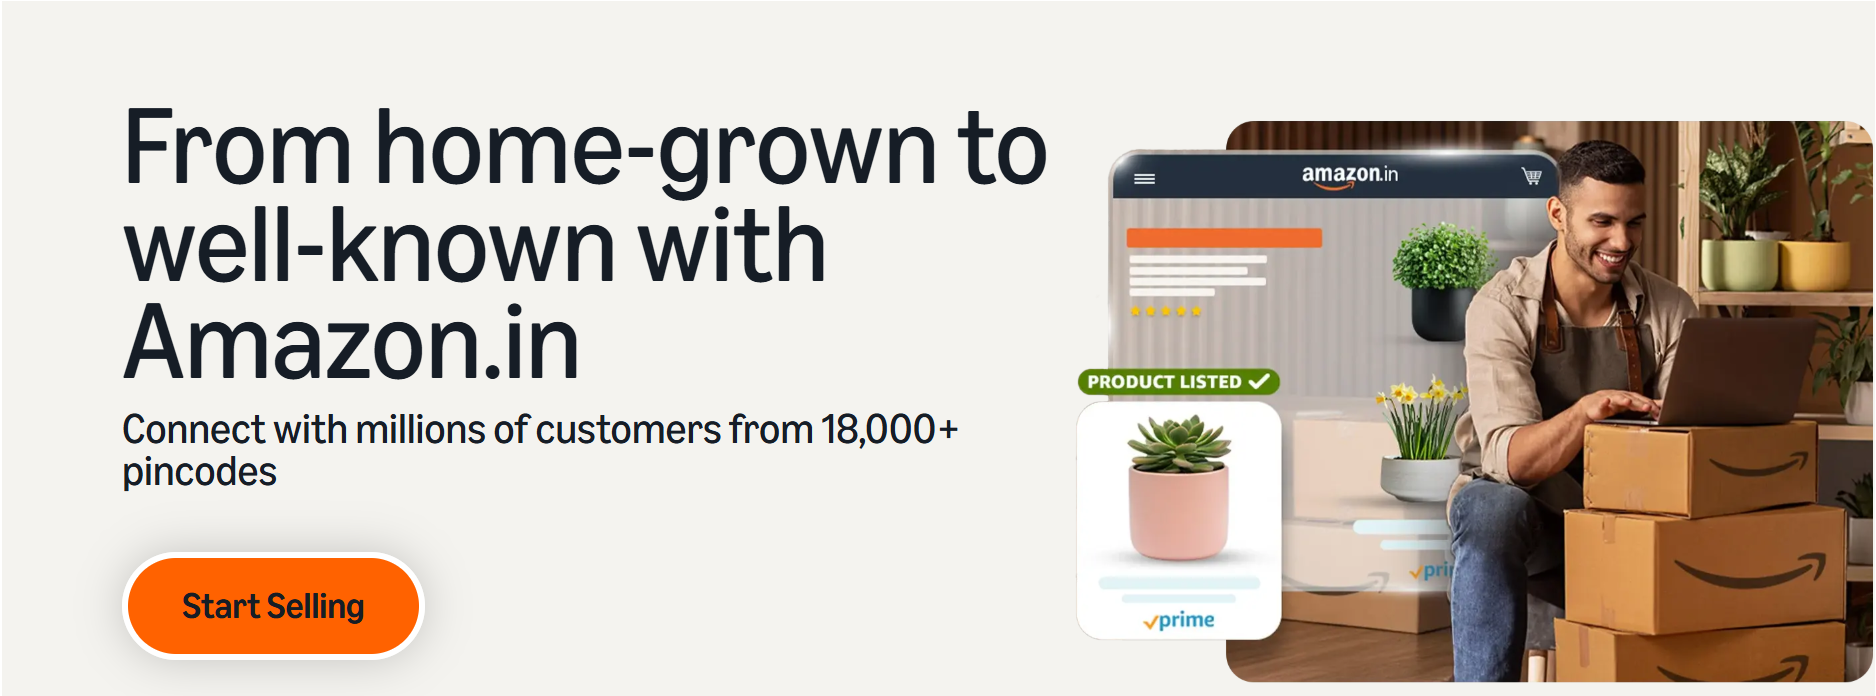 From home-grown to
well-known with
Amazon.in
Connect with millions of customers from 18,000+
pincodes
Start Selling
amazon.in
PRODUCT LISTED
prime